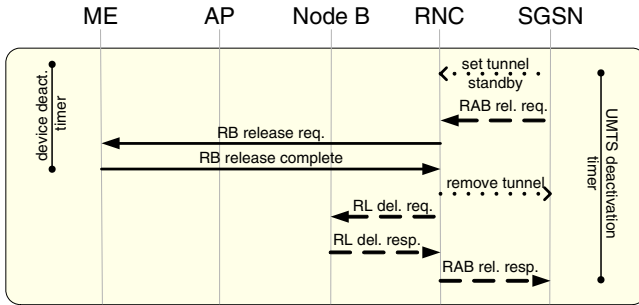 ME AP Node B RNC SGSN
set tunnel
standby
RAB rel. req.
RB release req.
RB release complete
remove tunnel
RL del. req.
RL del. resp.
RAB rel. resp.
device deact.
timer
UMTS deactivation
timer